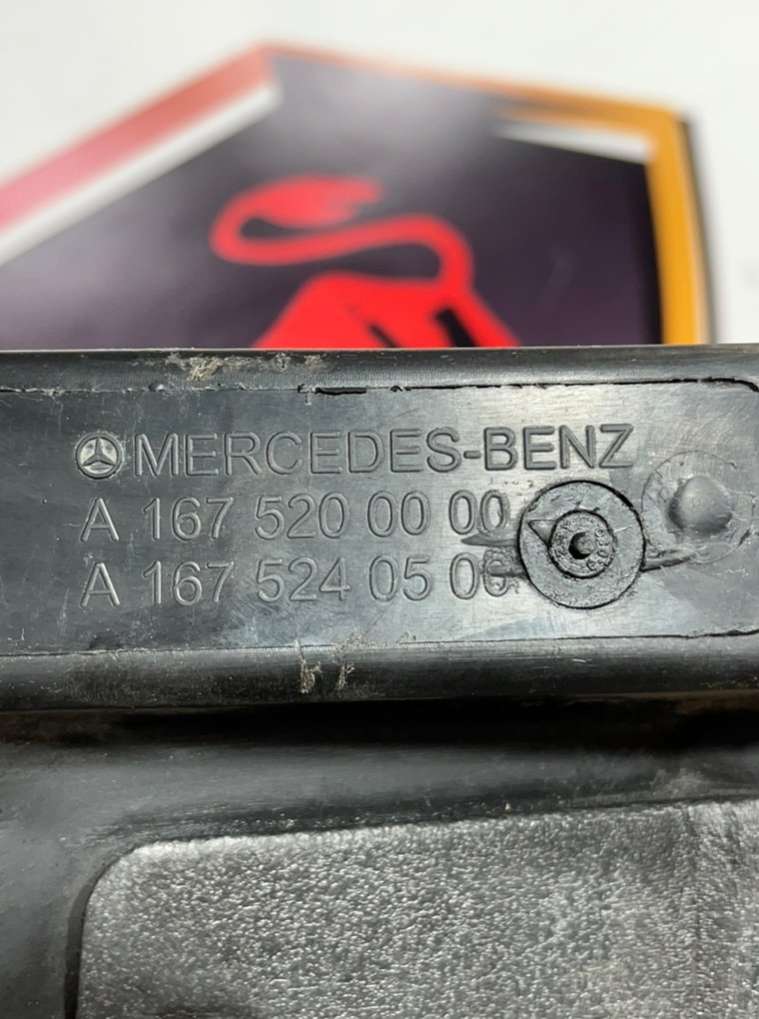 MERCEDES-BENZ
A 167 520 00 00
A 167 524 05 00